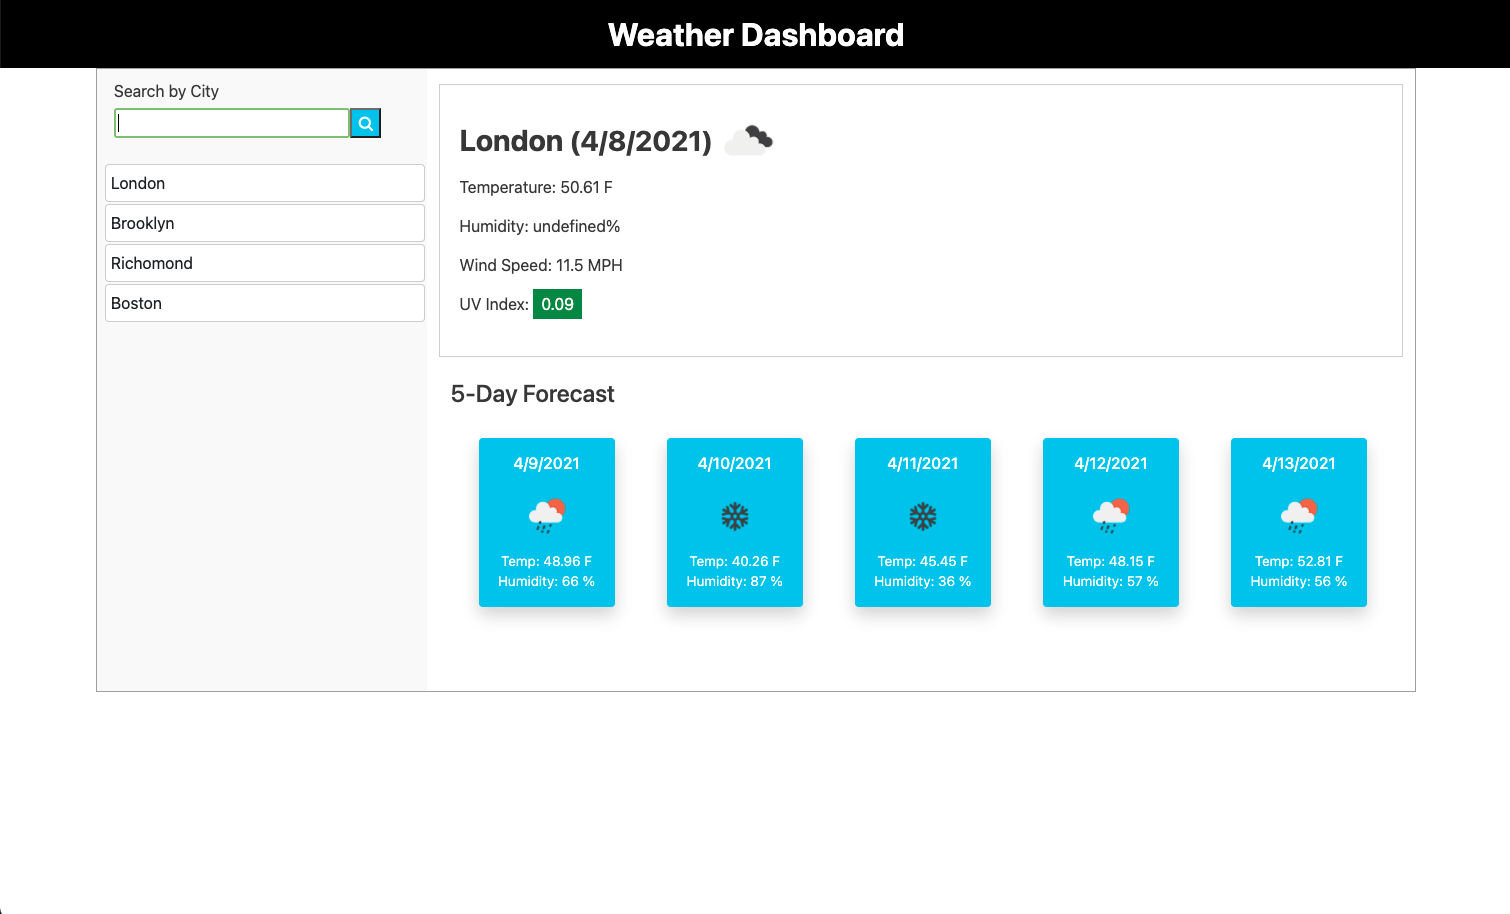 Weather Dashboard
Search by City
London
Brooklyn
Richomond
Boston
London (4/8/2021)
Temperature: 50.61 F
Humidity: undefined%
Wind Speed: 11.5 MPH
UV Index: 0.09
5-Day Forecast
4/9/2021
Temp: 48.96 F
Humidity: 66 %
4/10/2021
Temp: 40.26 F
Humidity: 87 %
4/11/2021
Temp: 45.45 F
Humidity: 36 %
4/12/2021
Temp: 48.15 F
Humidity: 57 %
4/13/2021
Temp: 52.81 F
Humidity: 56 %